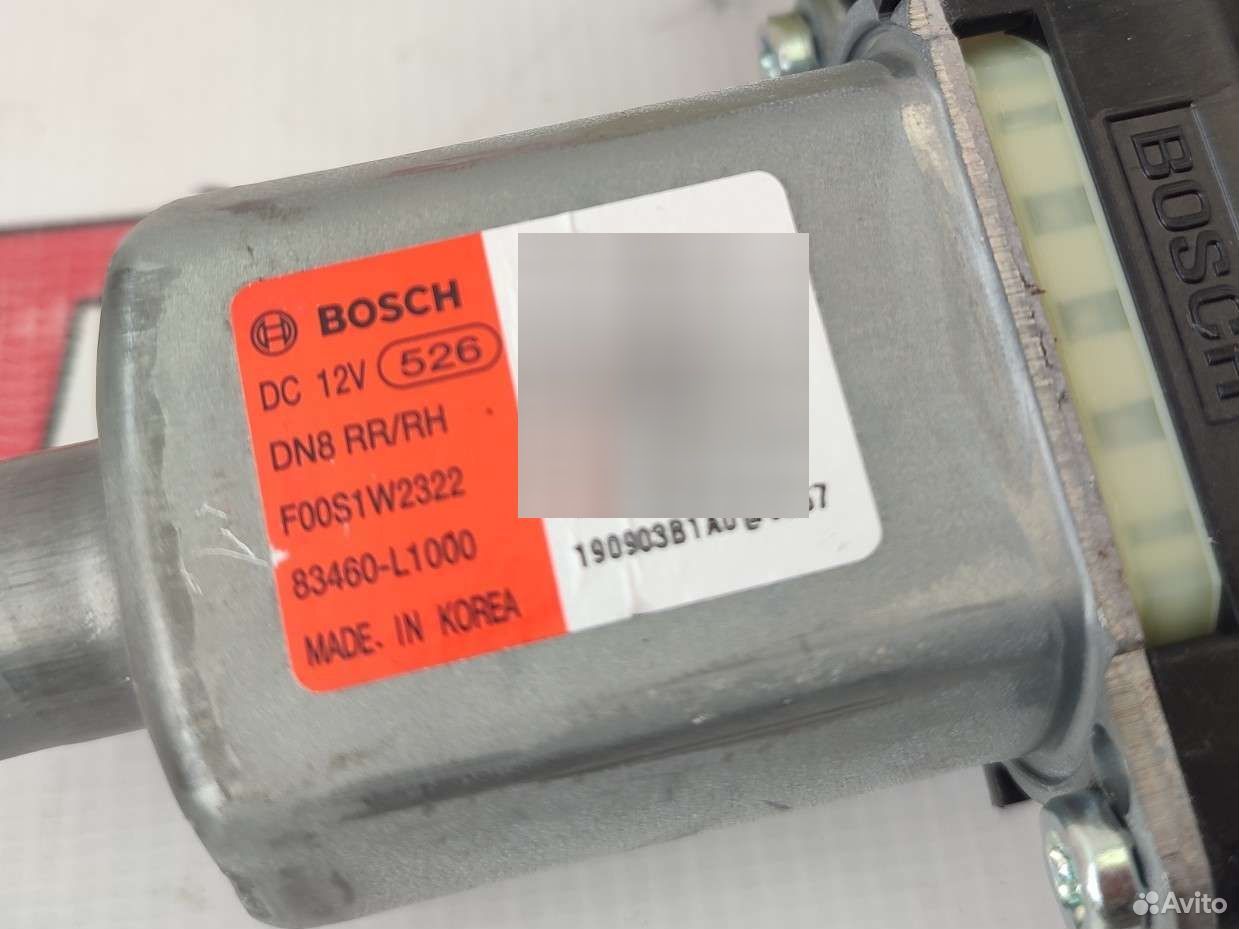 BOSCH
DC 12V 526
DN8 RR/RH
F00S1W2322
83460-L1000
MADE. IN KOREA
BOSCH
Avito